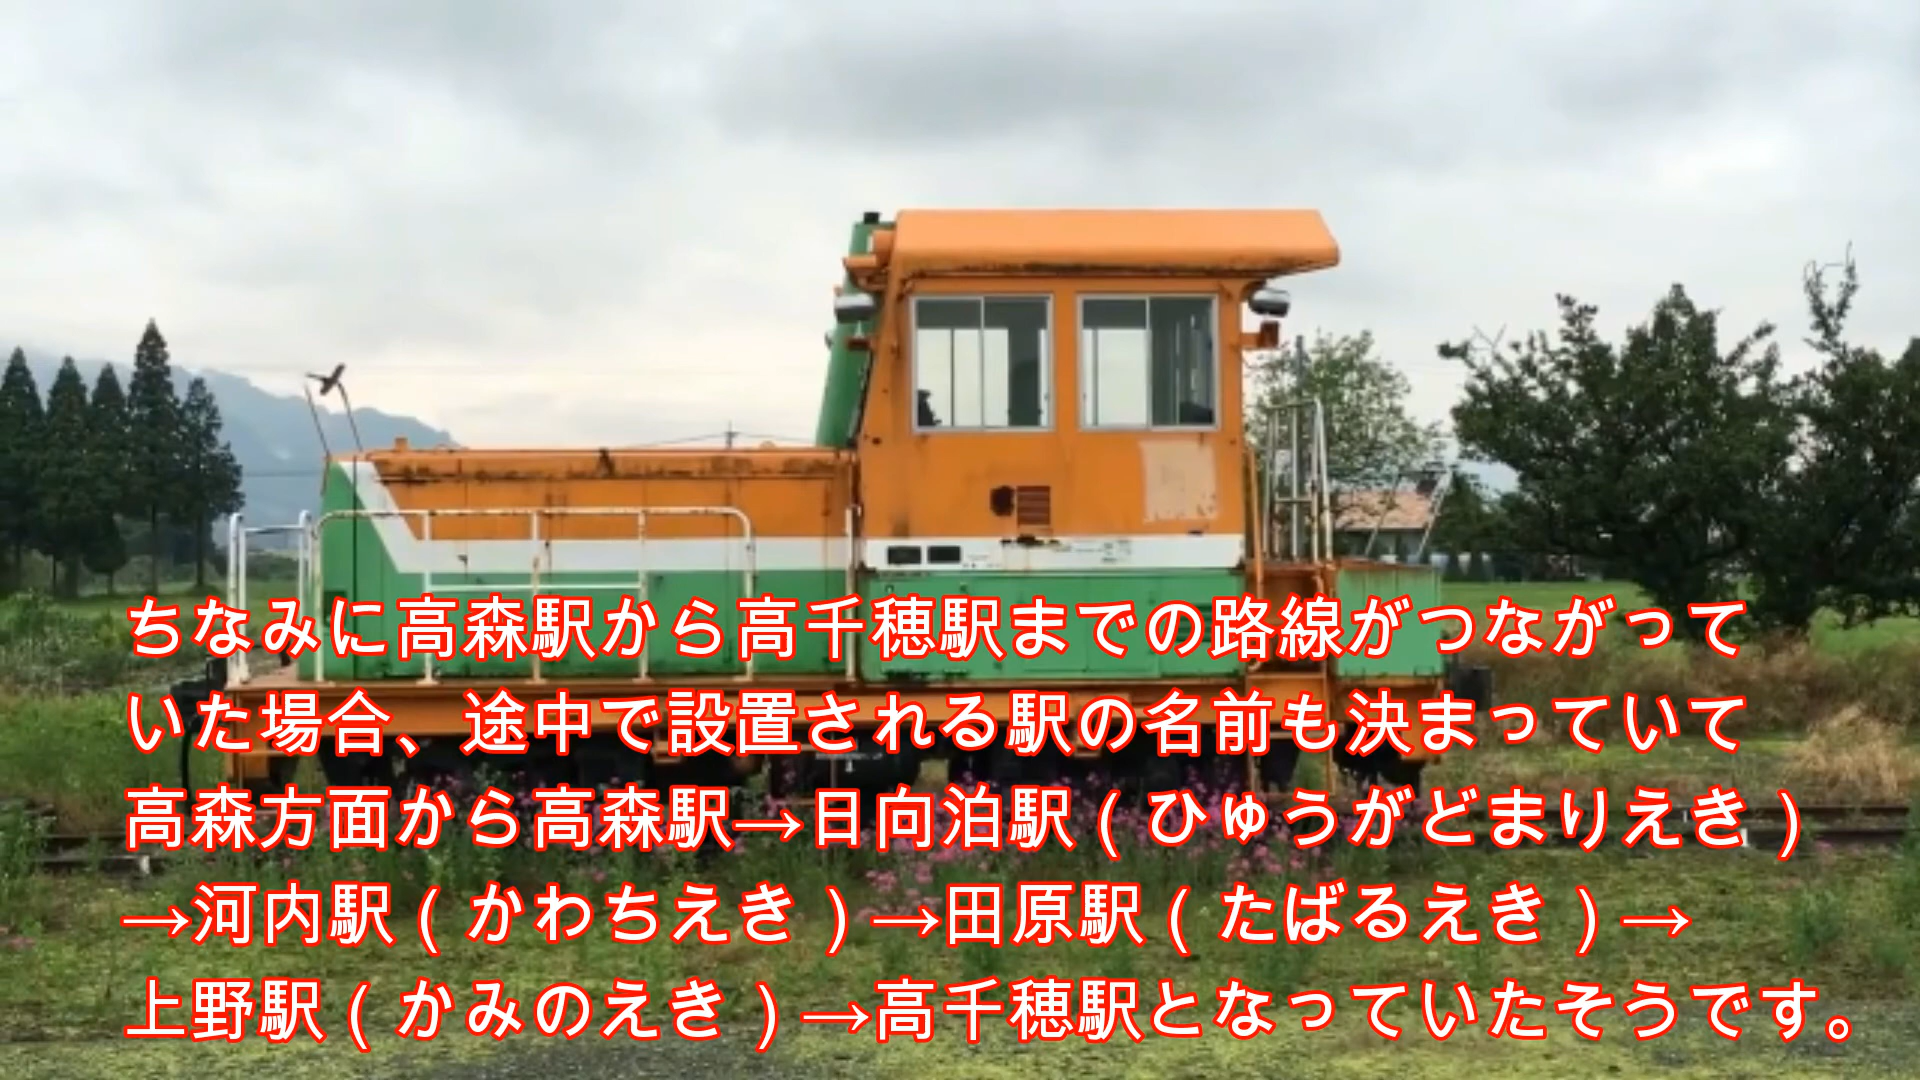 ちなみに高森駅から高千穂駅までの路線がつながって
いた場合、途中で設置される駅の名前も決まっていて
高森方面から高森駅→日向泊駅(ひゅうがどまりえき)
→河内駅(かわちえき)→田原駅(たばるえき)→
上野駅(かみのえき)→高千穂駅となっていたそうです。